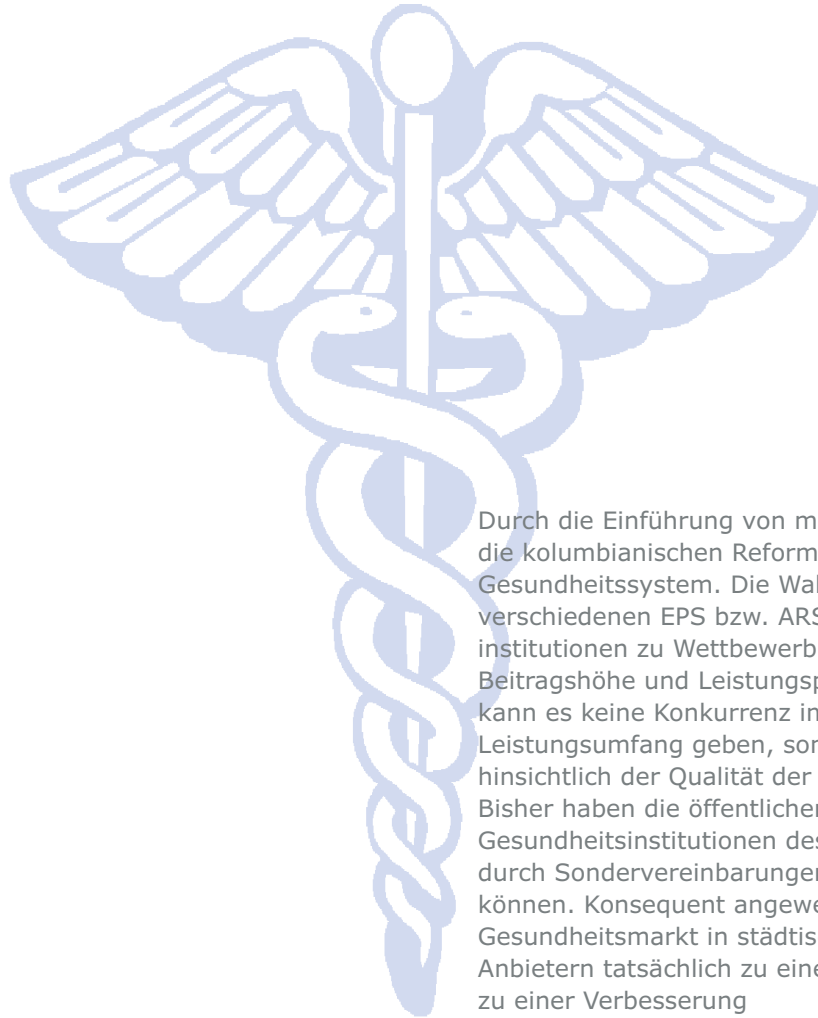 Durch die Einführung von m
die kolumbianischen Reform
Gesundheitssystem. Die Wal
verschiedenen EPS bzw. ARS
institutionen zu Wettbewerb
Beitragshöhe und Leistungsp
kann es keine Konkurrenz in
Leistungsumfang geben, son
hinsichtlich der Qualität der
Bisher haben die öffentlichen
Gesundheitsinstitutionen des
durch Sondervereinbarungen
können. Konsequent angewe
Gesundheitsmarkt in städtis
Anbietern tatsächlich zu eine
zu einer Verbesserung